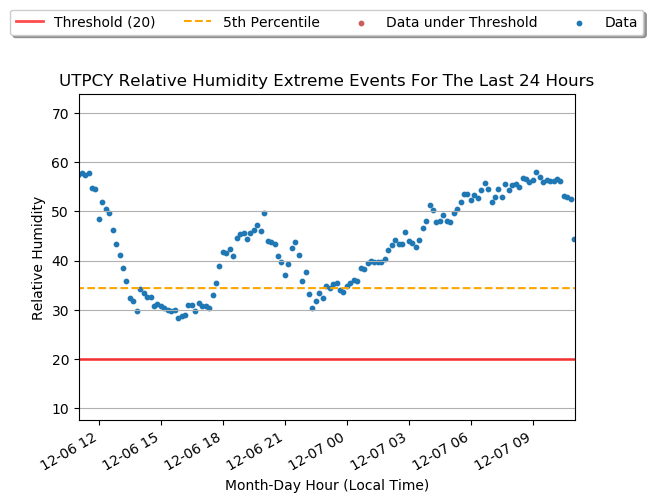 Threshold (20) 5th Percentile Data under Threshold Data
UTPCY Relative Humidity Extreme Events For The Last 24 Hours
70
60
50
40
30
20
10
Relative Humidity
12-06 12 12-06 15 12-06 18 12-06 21 12-07 00 12-07 03 12-07 06 12-07 09
Month-Day Hour (Local Time)